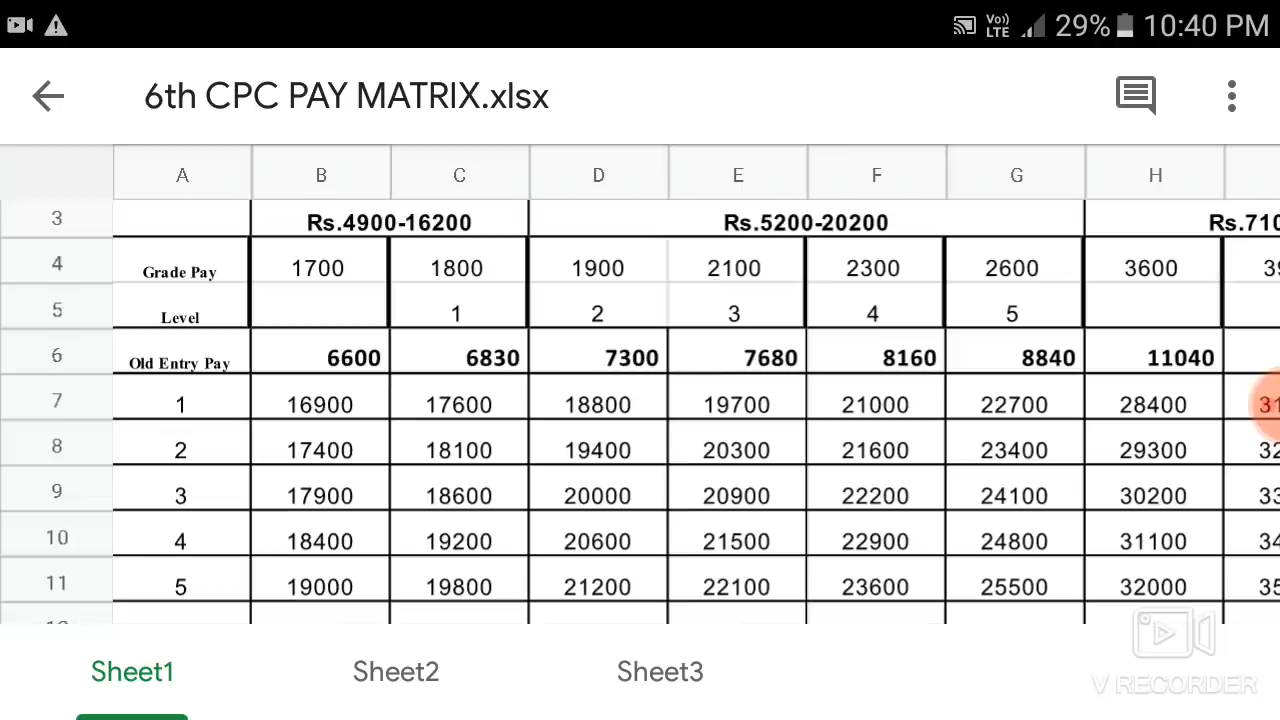 Vo)) LTE 29% 10:40 PM
6th CPC PAY MATRIX.xlsx
A B C D E F G H
3 Rs.4900-16200 Rs.5200-20200
4 Grade Pay 1700 1800 1900 2100 2300 2600 3600
5 Level 1 2 3 4 5
6 Old Entry Pay 6600 6830 7300 7680 8160 8840 11040
7 1 16900 17600 18800 19700 21000 22700 28400
8 2 17400 18100 19400 20300 21600 23400 29300
9 3 17900 18600 20000 20900 22200 24100 30200
10 4 18400 19200 20600 21500 22900 24800 31100
11 5 19000 19800 21200 22100 23600 25500 32000
Sheet1 Sheet2 Sheet3
V RECORDER